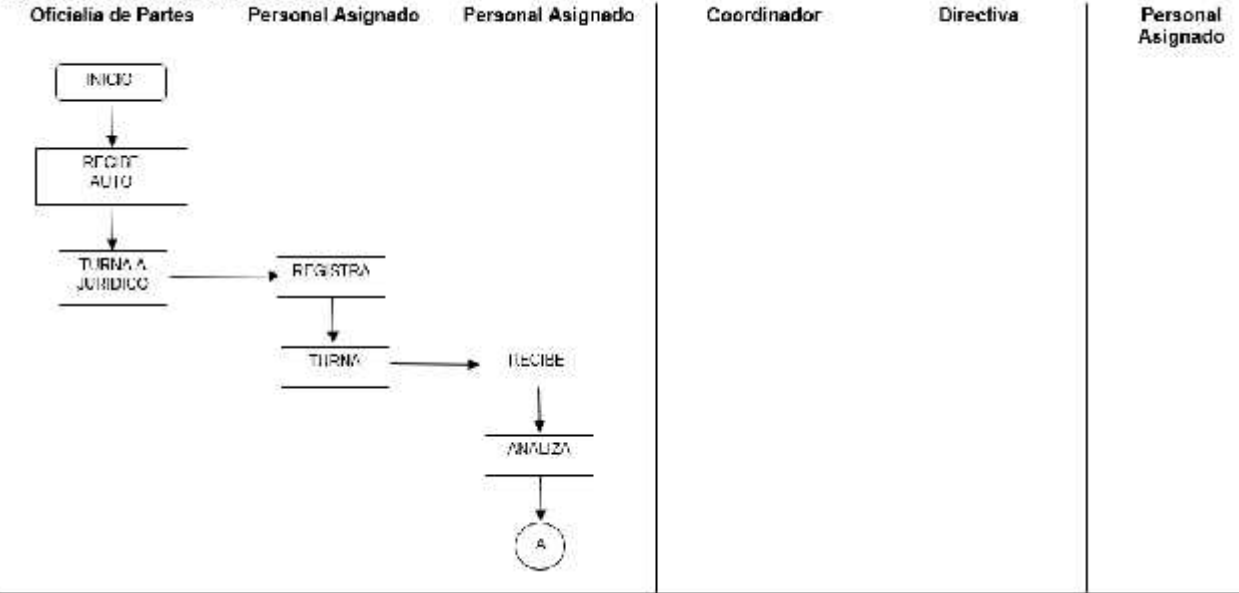 Oficialia de Partes
Personal Asignado
Personal Asignado
Coordinador
Directiva
Personal
Asignado
INICIO
RECIBE
AUTO
TURNA A
JURIDICO
REGISTRA
TURNA
RECIBE
ANALIZA
A